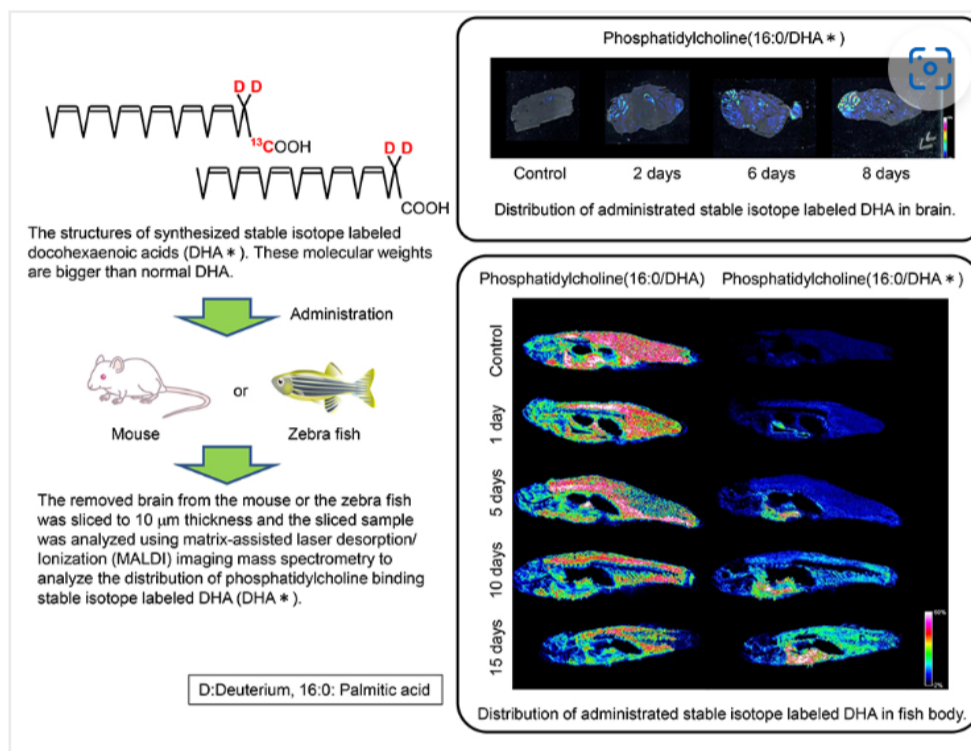 D D
13COOH
D D
COOH
The structures of synthesized stable isotope labeled
docohexaenoic acids (DHA*). These molecular weights
are bigger than normal DHA.
Administration
or
Mouse
Zebra fish
The removed brain from the mouse or the zebra fish
was sliced to 10 μm thickness and the sliced sample
was analyzed using matrix-assisted laser desorption/
Ionization (MALDI) imaging mass spectrometry to
analyze the distribution of phosphatidylcholine binding
stable isotope labeled DHA (DHA*).
D:Deuterium, 16:0: Palmitic acid
Phosphatidylcholine(16:0/DHA*)
Control
2 days
6 days
8 days
Distribution of administrated stable isotope labeled DHA in brain.
Phosphatidylcholine(16:0/DHA)
Phosphatidylcholine(16:0/DHA*)
Control
1 day
5 days
10 days
15 days
Distribution of administrated stable isotope labeled DHA in fish body.